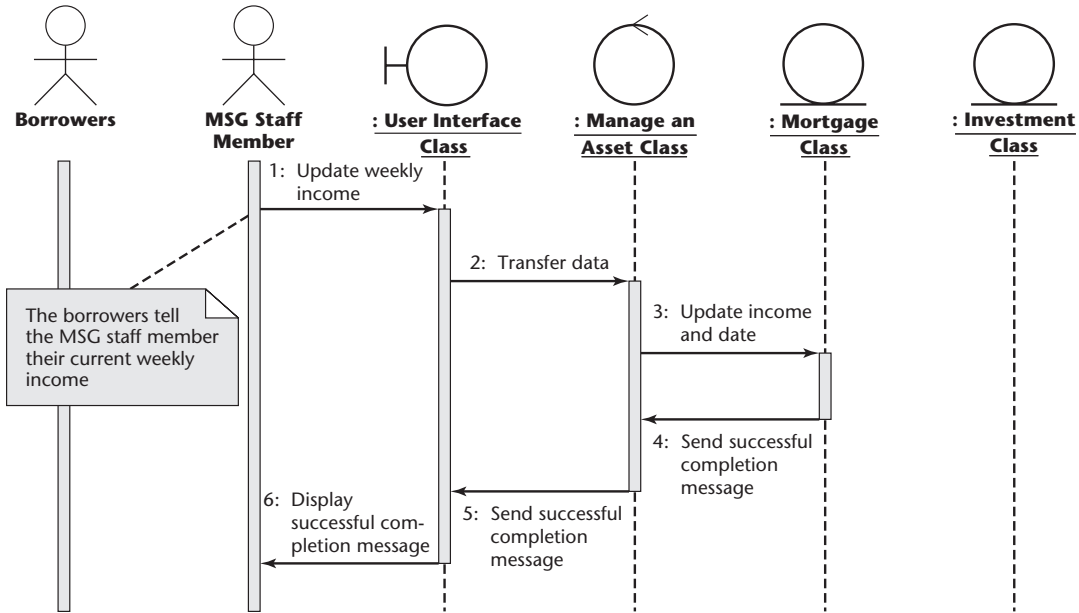 Borrowers
MSG Staff
Member
: User Interface
Class
: Manage an
Asset Class
: Mortgage
Class
: Investment
Class
1: Update weekly
income
2: Transfer data
The borrowers tell
the MSG staff member
their current weekly
income
3: Update income
and date
4: Send successful
completion
message
6: Display
successful com-
pletion message
5: Send successful
completion
message